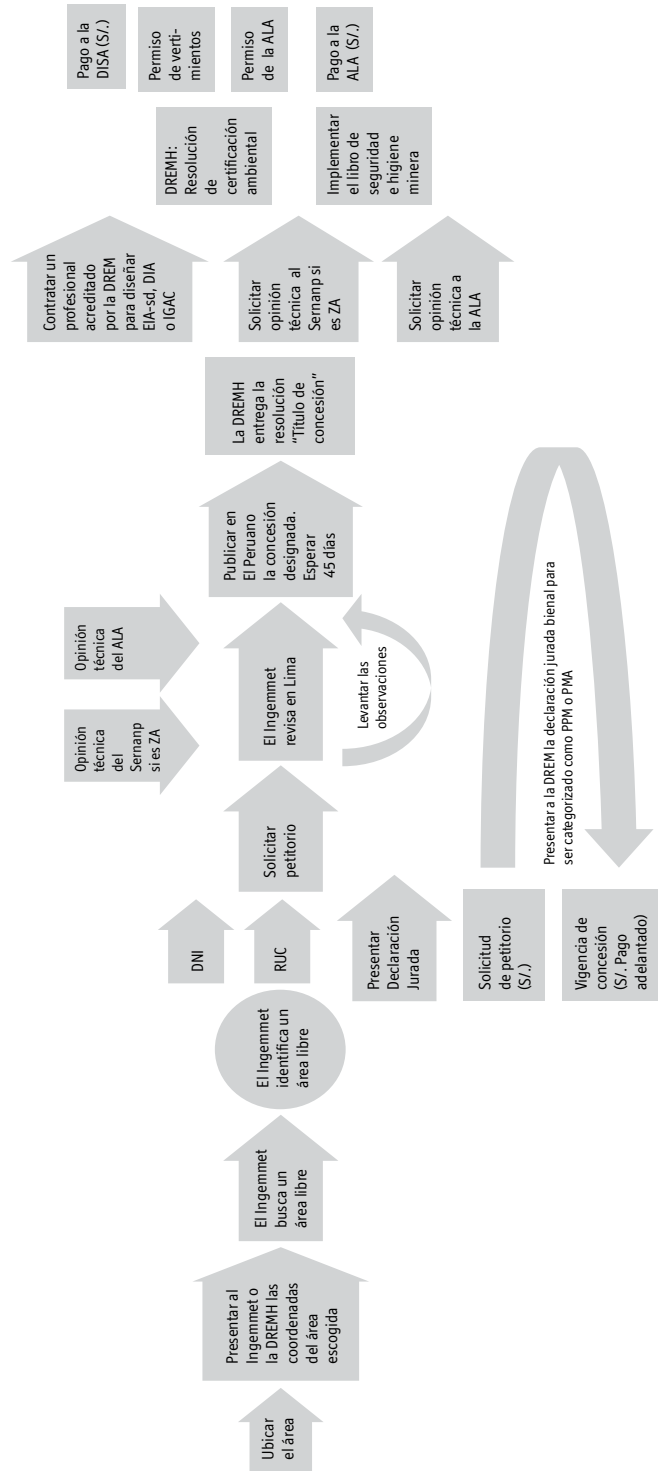 Ubicar
el área
Presentar al
Ingemmet o
la DREMH las
coordenadas
del área
escogida
El Ingemmet
busca un
área libre
El Ingemmet
identifica un
área libre
DNI
RUC
Presentar
Declaración
Jurada
Solicitud
de petitorio
(S/.)
Vigencia de
concesión
(S/. Pago
adelantado)
Solicitar
petitorio
Opinión
técnica
del
Sernanp
si es ZA
Opinión
técnica
del ALA
El Ingemmet
revisa en Lima
Levantar las
observaciones
Presentar a la DREM la declaración jurada bienal para
ser categorizado como PPM o PMA
Publicar en
El Peruano
la concesión
designada.
Esperar
45 días
La DREMH
entrega la
resolución
“Título de
concesión”
Contratar un
profesional
acreditado
por la DREM
para diseñar
EIA-sd, DIA
o IGAC
Solicitar
opinión
técnica al
Sernanp si
es ZA
Solicitar
opinión
técnica a
la ALA
DREMH:
Resolución
de
certificación
ambiental
Implementar
el libro de
seguridad
e higiene
minera
Pago a la
DISA (S/.)
Permiso
de verti-
mientos
Permiso
de la ALA
Pago a la
ALA (S/.)